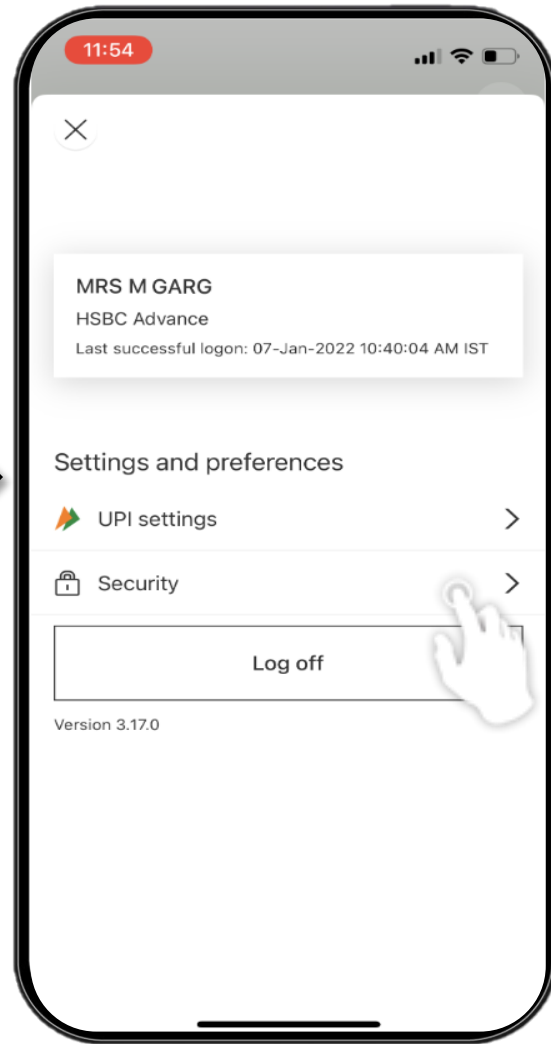 11:54
MRS M GARG
HSBC Advance
Last successful logon: 07-Jan-2022 10:40:04 AM IST
Settings and preferences
UPI settings
Security
Log off
Version 3.17.0